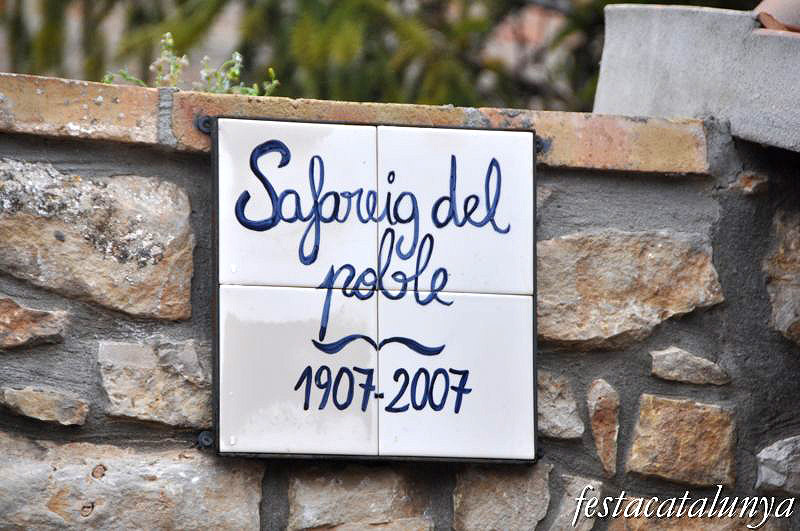 Safareig del
poble
1907-2007
festacatalunya